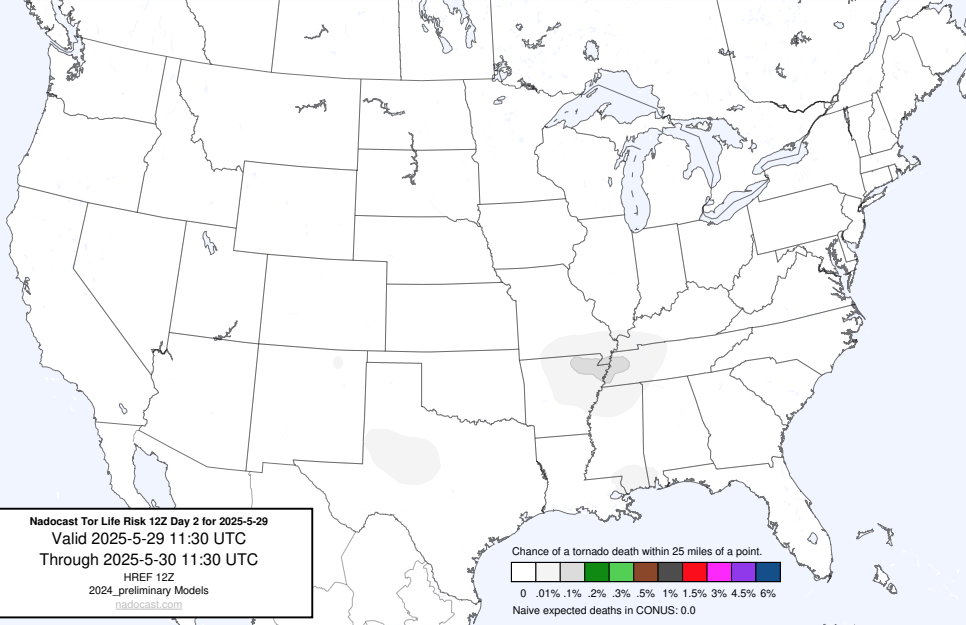 Nadocast Tor Life Risk 12Z Day 2 for 2025-5-29
Valid 2025-5-29 11:30 UTC
Through 2025-5-30 11:30 UTC
HREF 12Z
2024_preliminary Models
nadocast.com
Chance of a tornado death within 25 miles of a point.
0 .01% .1% .2% .3% .5% 1% 1.5% 3% 4.5% 6%
Naive expected deaths in CONUS: 0.0